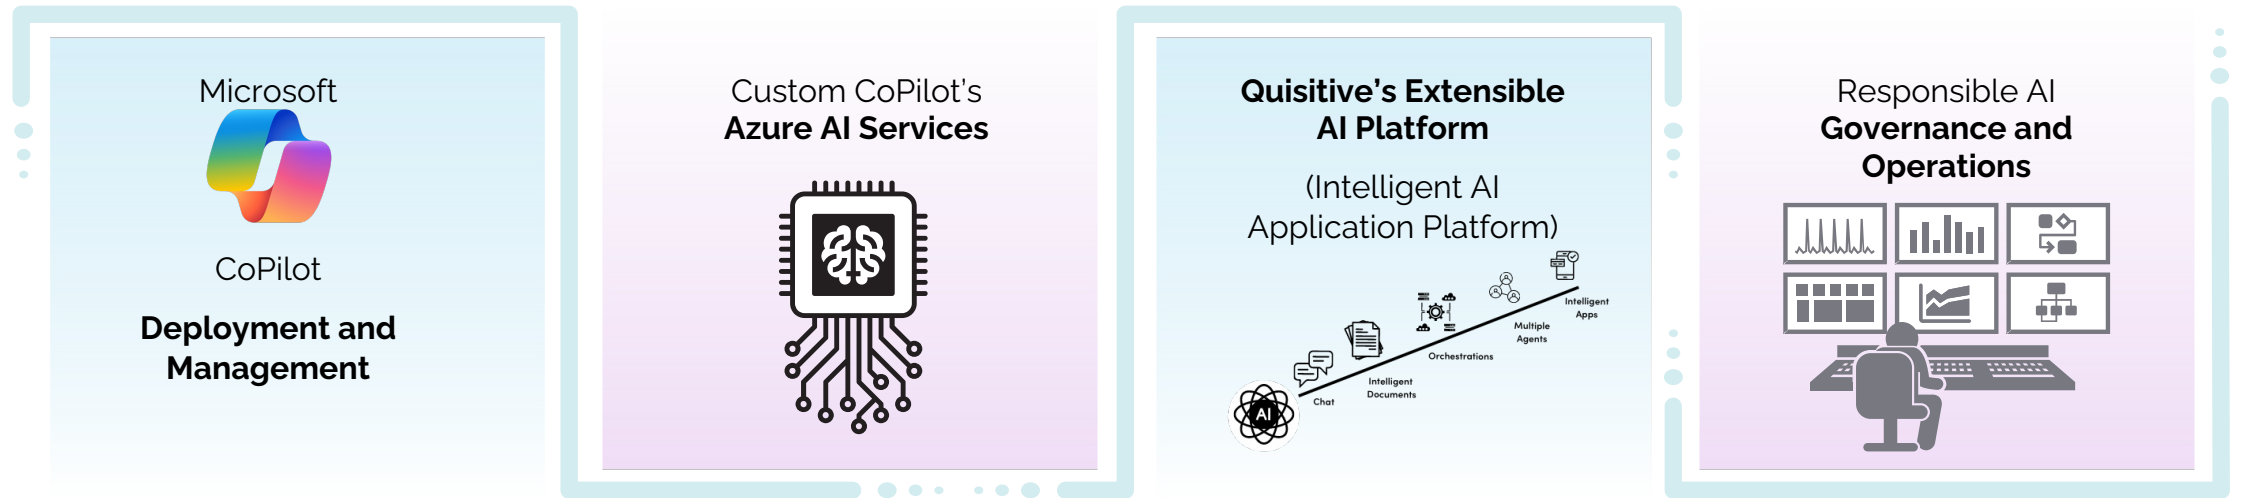 Microsoft
CoPilot
Deployment and
Management
Custom CoPilot's
Azure AI Services
Quisitive's Extensible
AI Platform
(Intelligent AI
Application Platform)
AI
Chat
Intelligent
Documents
Orchestrations
Multiple
Agents
Intelligent
Apps
Responsible AI
Governance and
Operations